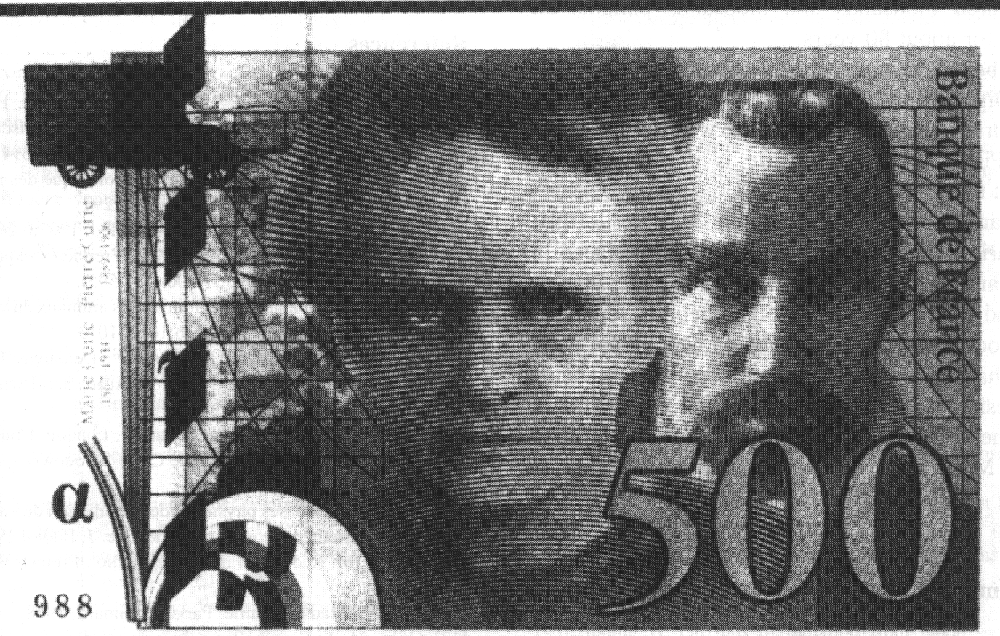 Banque de France
Marie Curie Pierre Curie
1867 1934 1859 1906
500
α
988